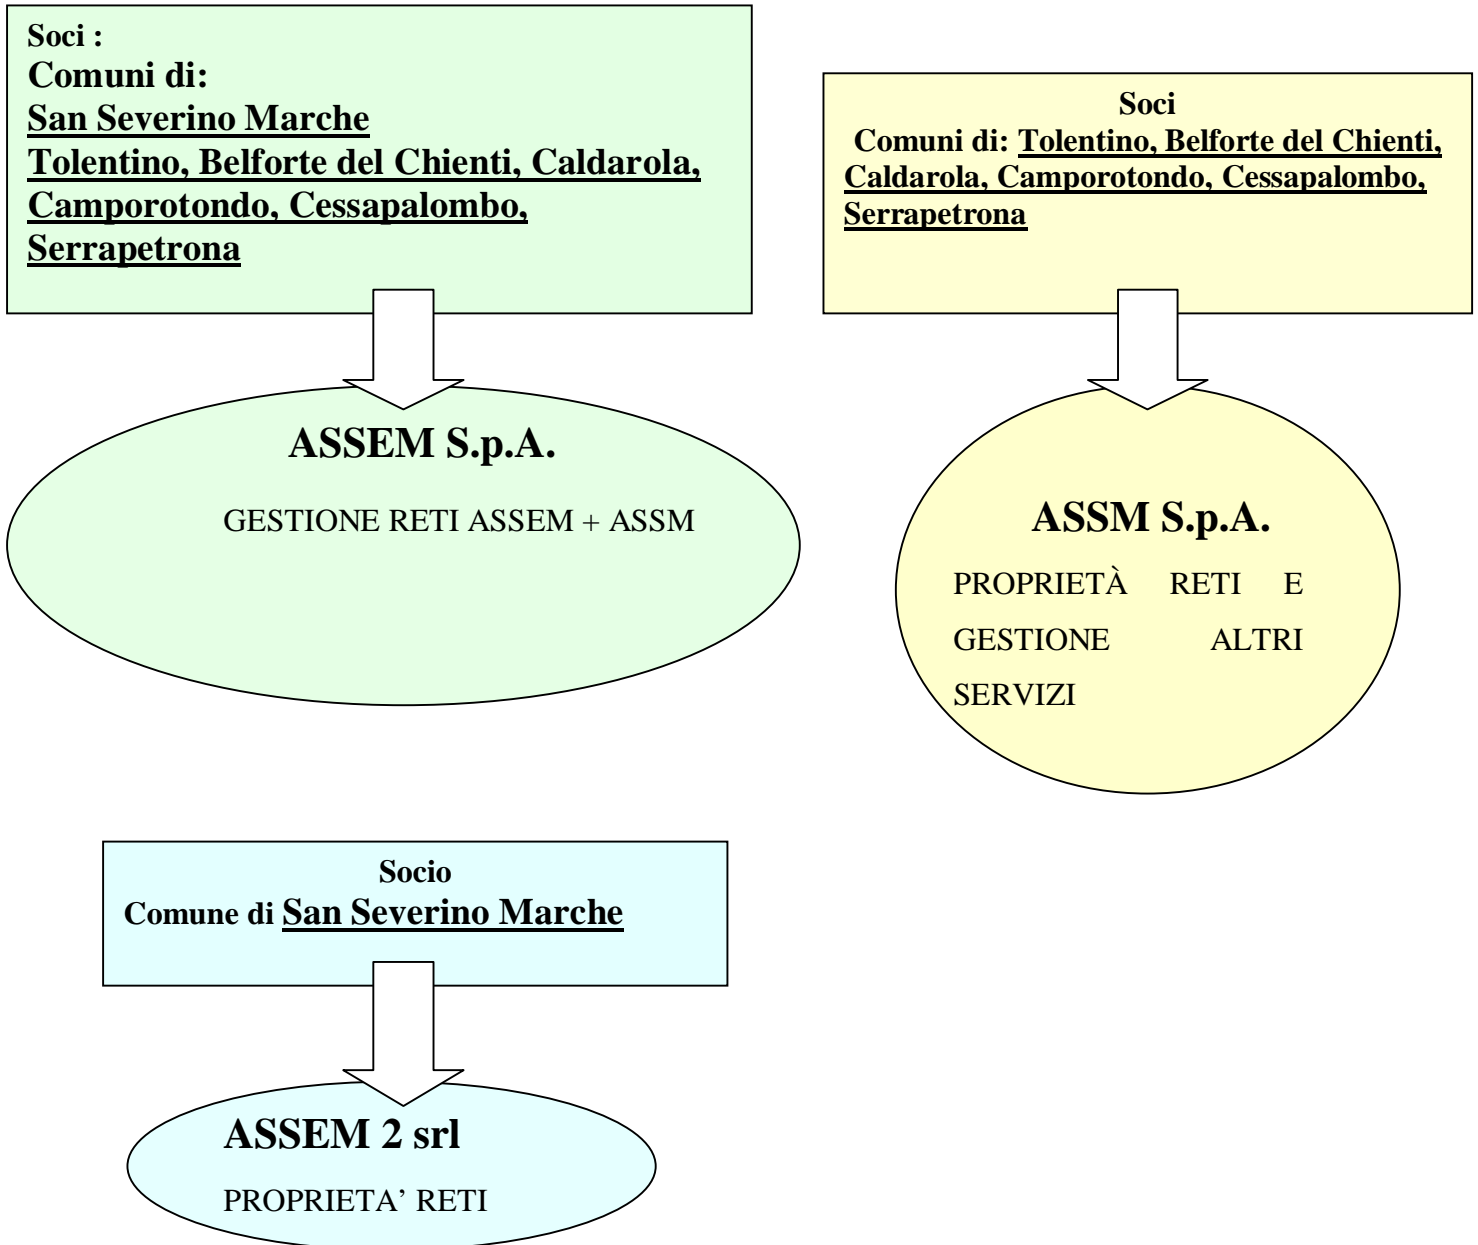 Soci :
Comuni di:
San Severino Marche
Tolentino, Belforte del Chienti, Caldarola,
Camporotondo, Cessapalombo,
Serrapetrona
Soci
Comuni di: Tolentino, Belforte del Chienti,
Caldarola, Camporotondo, Cessapalombo,
Serrapetrona
ASSEM S.p.A.
GESTIONE RETI ASSEM + ASSM
ASSM S.p.A.
PROPRIETÀ RETI E
GESTIONE ALTRI
SERVIZI
Socio
Comune di San Severino Marche
ASSEM 2 srl
PROPRIETA’ RETI